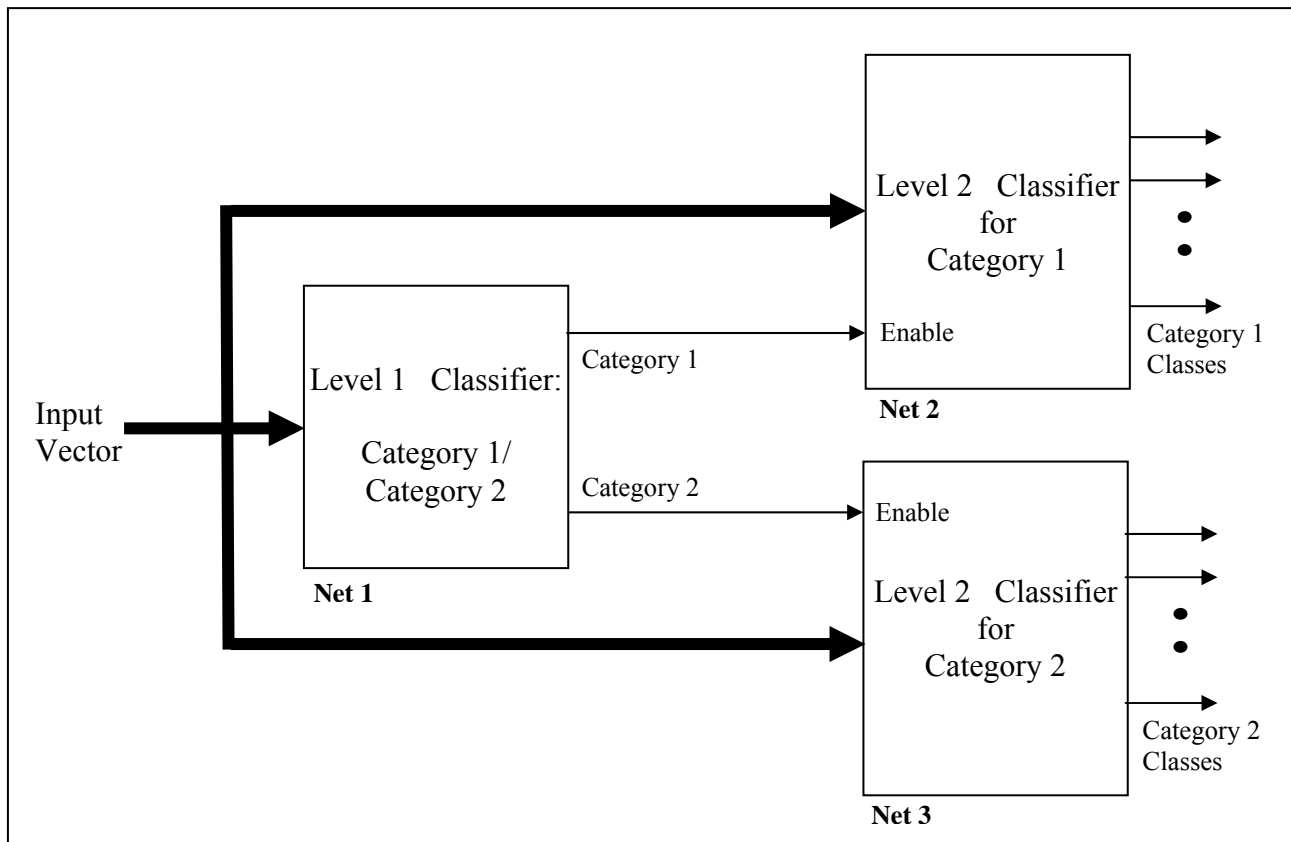 Level 2 Classifier
for
Category 1
Enable
Category 1
Classes
Net 2
Category 1
Level 1 Classifier:
Category 1/
Category 2
Input
Vector
Category 2
Net 1
Enable
Level 2 Classifier
for
Category 2
Category 2
Classes
Net 3